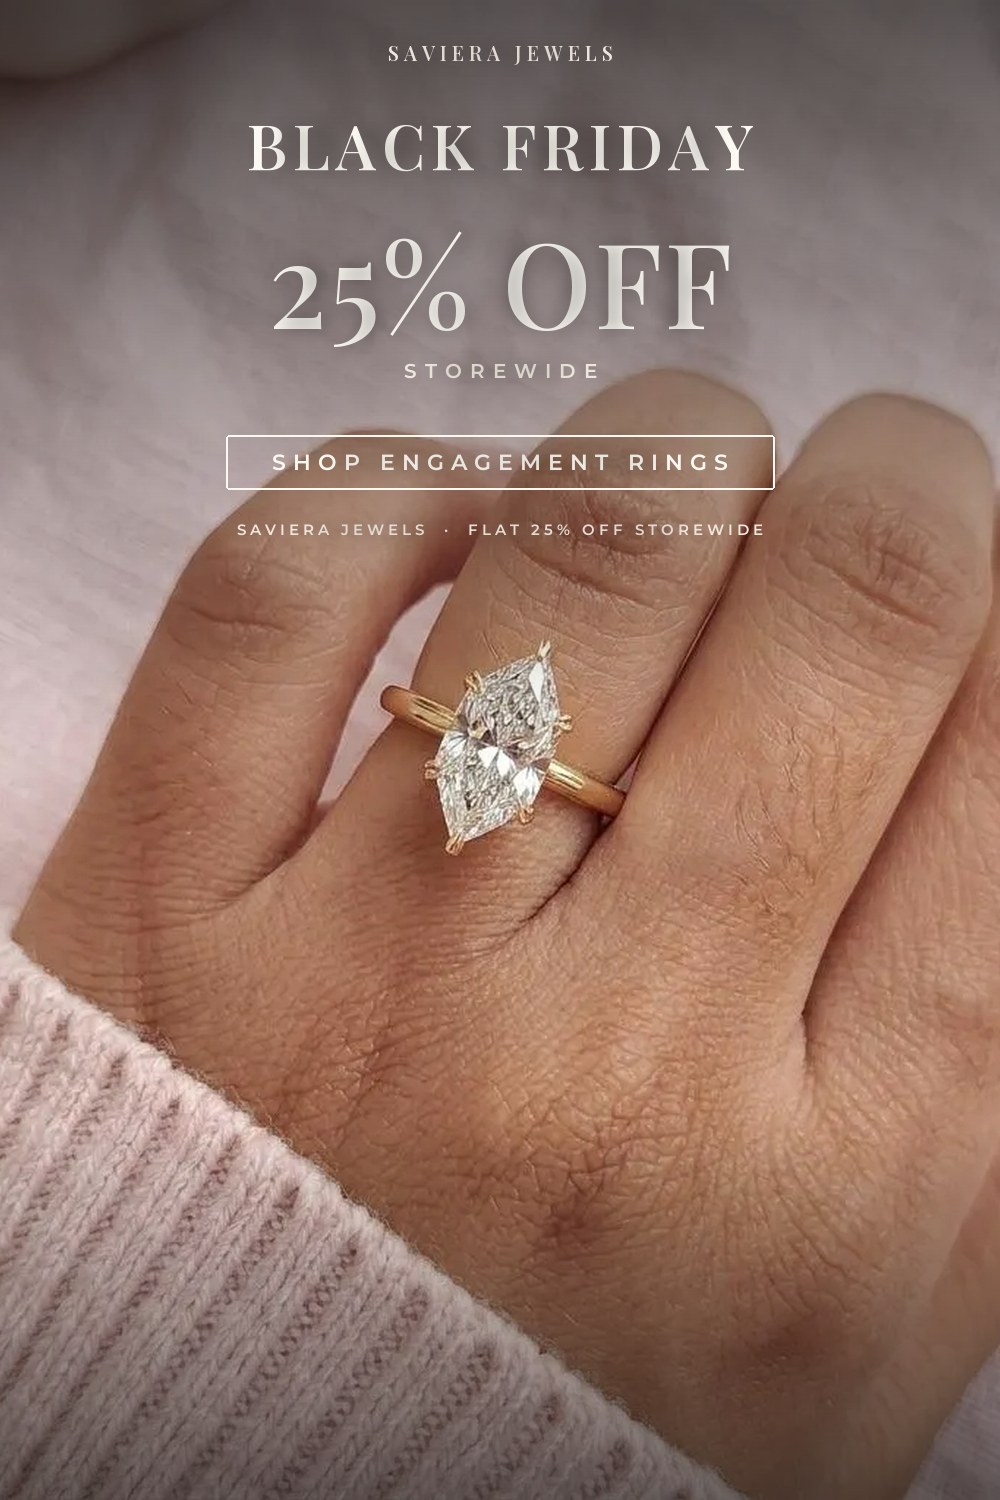 SAVIERA JEWELS
BLACK FRIDAY
25% OFF
STOREWIDE
SHOP ENGAGEMENT RINGS
SAVIERA JEWELS · FLAT 25% OFF STOREWIDE